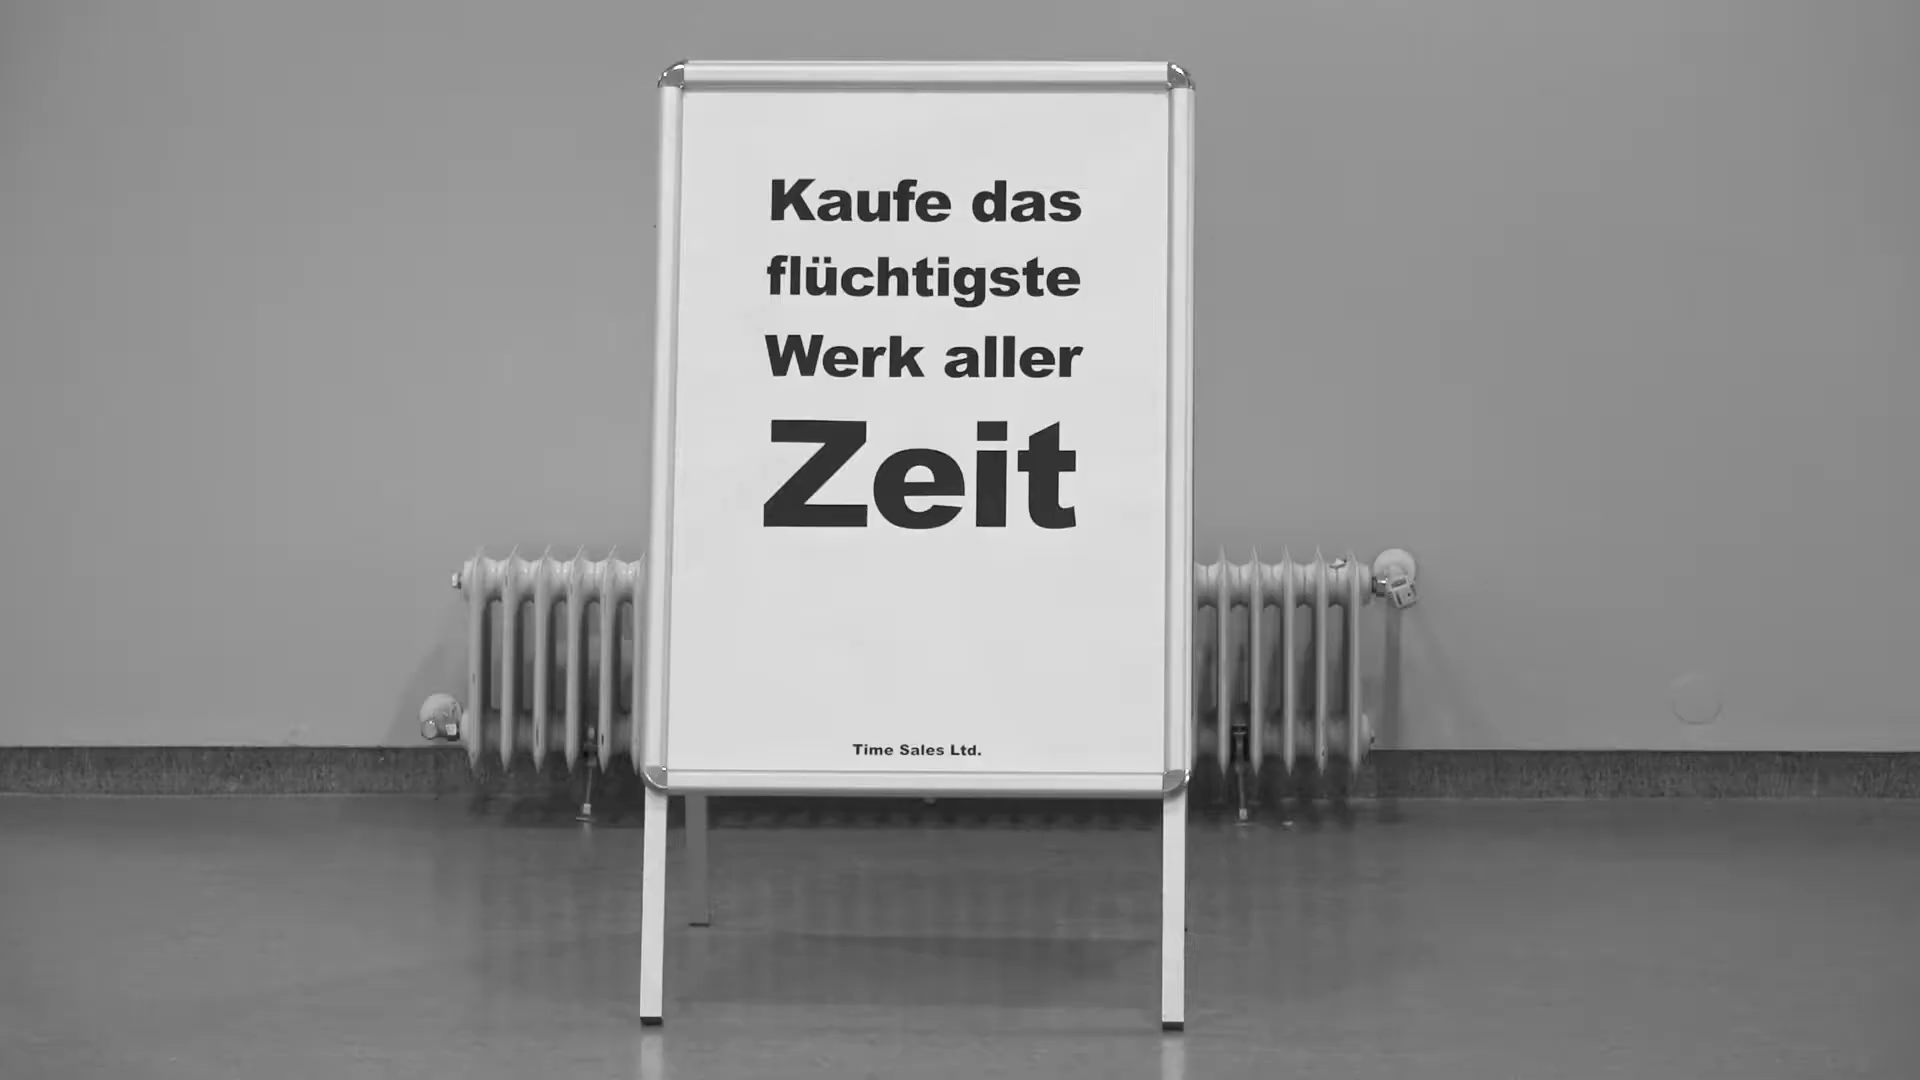 Kaufe das
flüchtigste
Werk aller
Zeit
Time Sales Ltd.